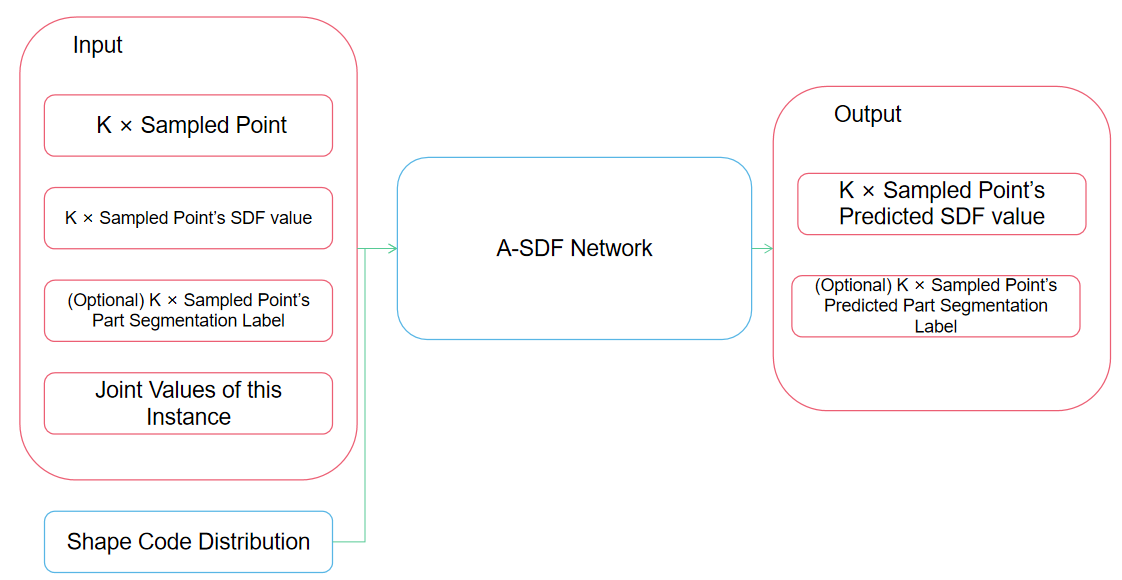 Input
K × Sampled Point
K × Sampled Point's SDF value
(Optional) K × Sampled Point's
Part Segmentation Label
Joint Values of this
Instance
Shape Code Distribution
A-SDF Network
Output
K × Sampled Point's
Predicted SDF value
(Optional) K × Sampled Point's
Predicted Part Segmentation
Label